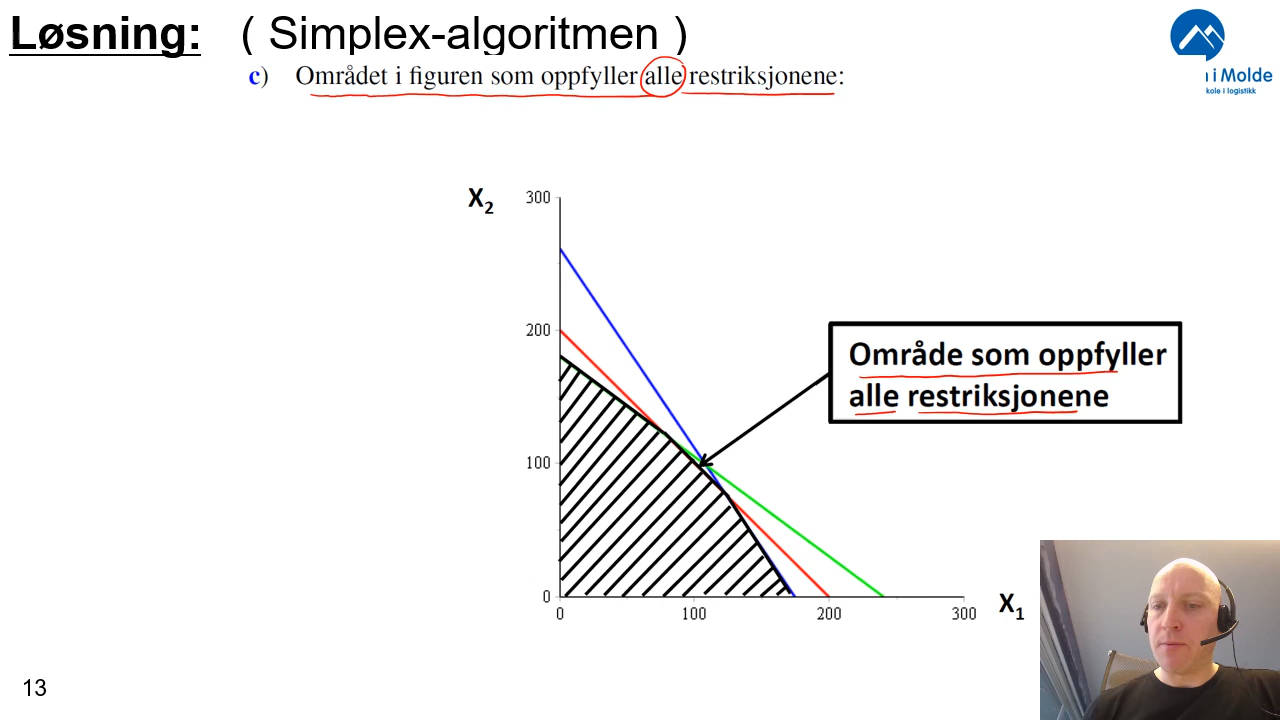 Løsning: ( Simplex-algoritmen )
c) Området i figuren som oppfyller alle restriksjonene:
i Molde
kole i logistikk
X2
300
200
100
0
0 100 200 300
X1
Område som oppfyller
alle restriksjonene
13